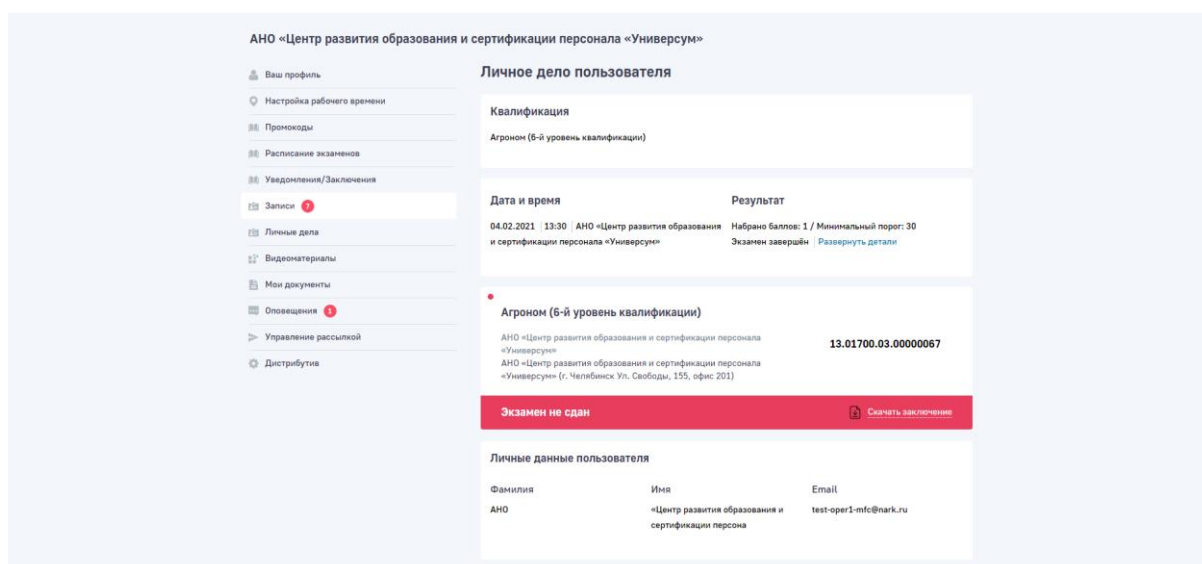 АНО «Центр развития образования и сертификации персонала «Универсум»
Ваш профиль
Настройка рабочего времени
Промокоды
Расписание экзаменов
Уведомления/Заключения
Записи 7
Личные дела
Видеоматериалы
Мои документы
Оповещения 1
Управление рассылкой
Дистрибутив
Личное дело пользователя
Квалификация
Агроном (6-й уровень квалификации)
Дата и время
04.02.2021 | 13:30 | АНО «Центр развития образования
и сертификации персонала «Универсум»
Результат
Набрано баллов: 1 / Минимальный порог: 30
Экзамен завершён | Развернуть детали
Агроном (6-й уровень квалификации)
АНО «Центр развития образования и сертификации персонала
«Универсум»
АНО «Центр развития образования и сертификации персонала
«Универсум» (г. Челябинск Ул. Свободы, 155, офис 201)
13.01700.03.00000067
Экзамен не сдан
Скачать заключение
Личные данные пользователя
Фамилия
АНО
Имя
«Центр развития образования и
сертификации персона
Email
test-oper1-mfc@nark.ru